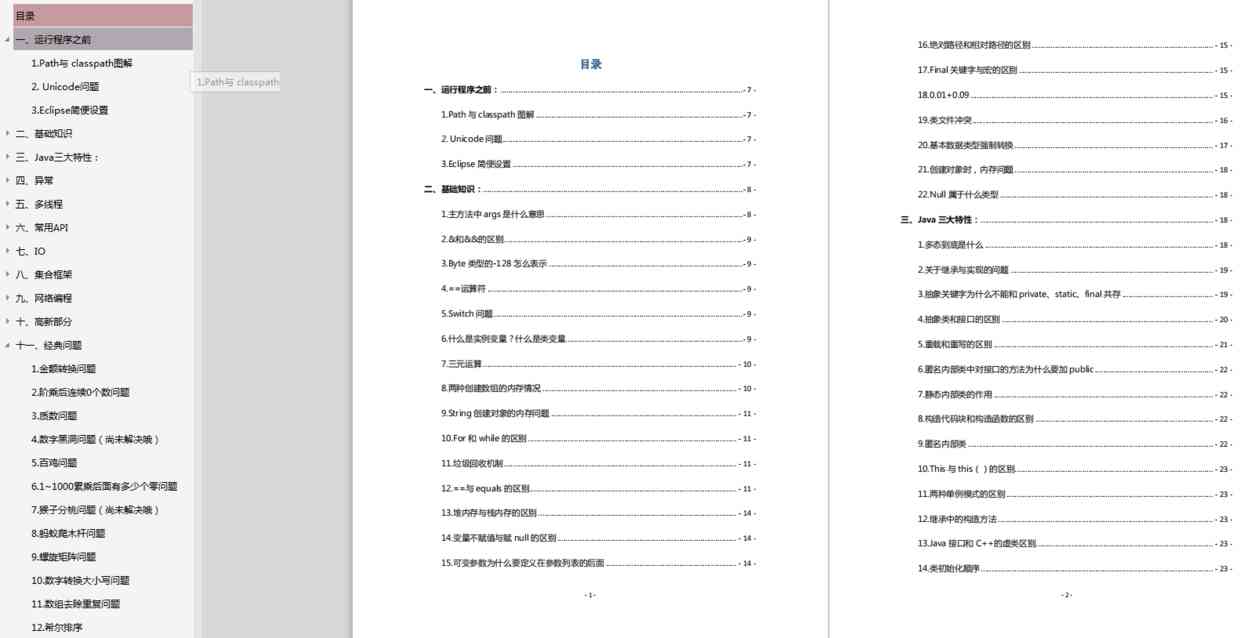 目录
一、运行程序之前
1.Path与 classpath图解
2. Unicode问题
3.Eclipse简便设置
二、基础知识
三、Java三大特性：
四、异常
五、多线程
六、常用API
七、IO
八、集合框架
九、网络编程
十、高新部分
十一、经典问题
1.金额转换问题
2.阶乘后连续0个数问题
3.质数问题
4.数字黑洞问题（尚未解决哦）
5.百鸡问题
6.1~1000累乘后面有多少个零问题
7.猴子分桃问题（尚未解决哦）
8.蚂蚁爬木杆问题
9.螺旋矩阵问题
10.数字转换大小写问题
11.数组去除重复问题
12.希尔排序
1.Path与 classpath
目录
一、运行程序之前：- 7 -
1.Path 与 classpath 图解- 7 -
2. Unicode 问题- 7 -
3.Eclipse 简便设置- 7 -
二、基础知识：- 8 -
1.主方法中 args 是什么意思- 8 -
2.&和&&的区别- 9 -
3.Byte 类型的-128 怎么表示- 9 -
4.==运算符- 9 -
5.Switch 问题- 9 -
6.什么是实例变量？什么是类变量- 9 -
7.三元运算- 10 -
8.两种创建数组的内存情况- 10 -
9.String 创建对象的内存问题- 11 -
10.For 和 while 的区别- 11 -
11.垃圾回收机制- 11 -
12.==与 equals 的区别- 11 -
13.堆内存与栈内存的区别- 14 -
14.变量不赋值与赋 null 的区别- 14 -
15.可变参数为什么要定义在参数列表的后面- 14 -
- 1 -
16.绝对路径和相对路径的区别- 15 -
17.Final 关键字与宏的区别- 15 -
18.0.01+0.09- 15 -
19.类文件冲突- 16 -
20.基本数据类型强制转换- 17 -
21.创建对象时，内存问题- 18 -
22.Null 属于什么类型- 18 -
三、Java 三大特性：- 18 -
1.多态到底是什么- 18 -
2.关于继承与实现的问题- 19 -
3.抽象关键字为什么不能和 private、static、final 共存- 19 -
4.抽象类和接口的区别- 20 -
5.重载和重写的区别- 21 -
6.匿名内部类中对接口的方法为什么要加 public- 22 -
7.静态内部类的作用- 22 -
8.构造代码块和构造函数的区别- 22 -
9.匿名内部类- 22 -
10.This 与 this（ ）的区别- 23 -
11.两种单例模式的区别- 23 -
12.继承中的构造方法- 23 -
13.Java 接口和 C++的虚类区别- 23 -
14.类初始化顺序- 23 -
- 2 -